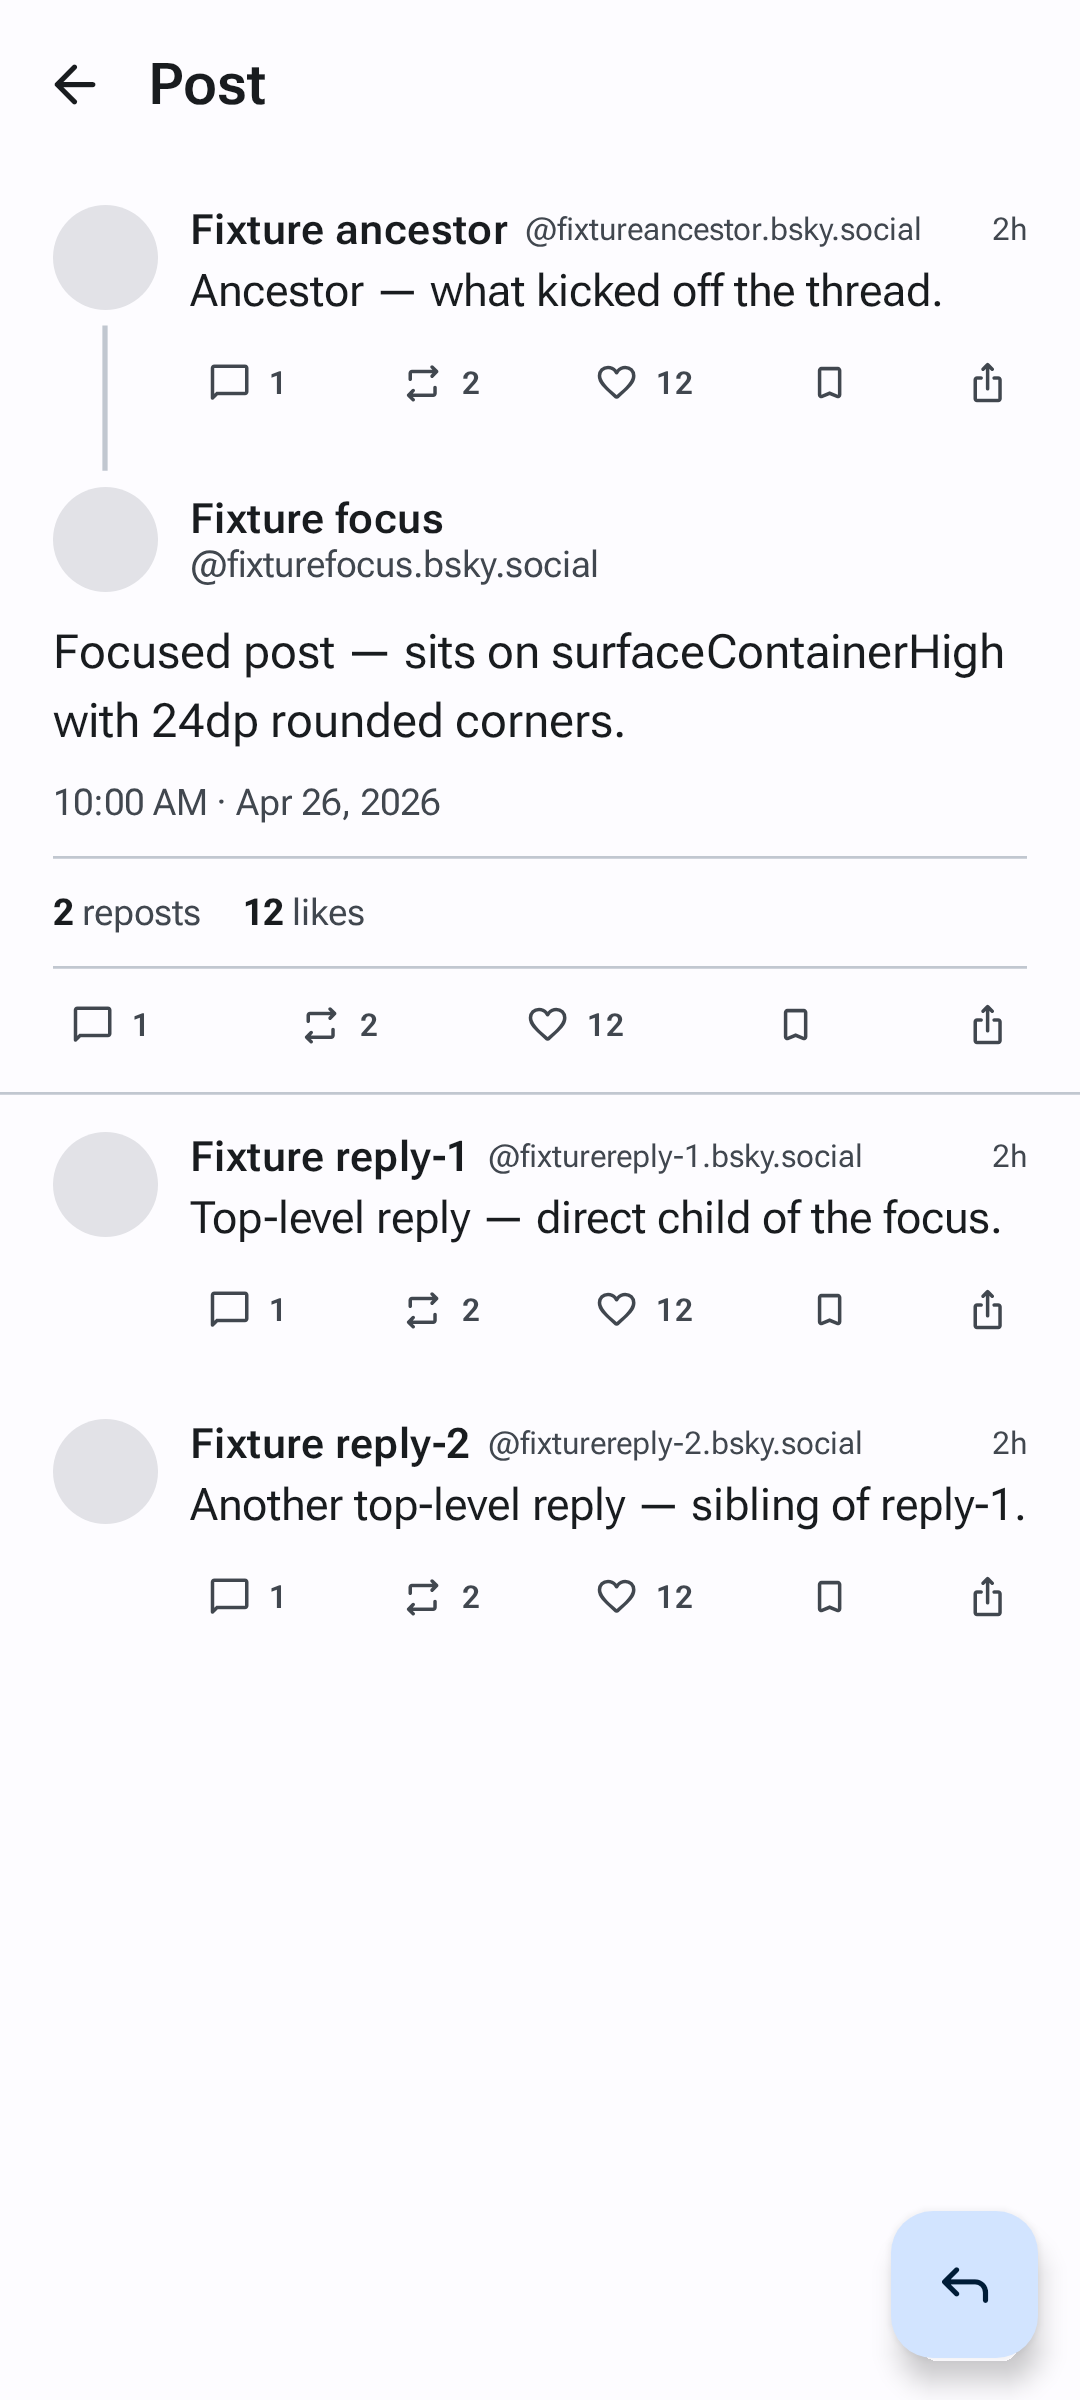 Post
Fixture ancestor @fixtureancestor.bsky.social 2h
Ancestor — what kicked off the thread.
1 2 12
Fixture focus
@fixturefocus.bsky.social
Focused post — sits on surfaceContainerHigh
with 24dp rounded corners.
10:00 AM · Apr 26, 2026
2 reposts 12 likes
1 2 12
Fixture reply-1 @fixturereply-1.bsky.social 2h
Top-level reply — direct child of the focus.
1 2 12
Fixture reply-2 @fixturereply-2.bsky.social 2h
Another top-level reply — sibling of reply-1.
1 2 12